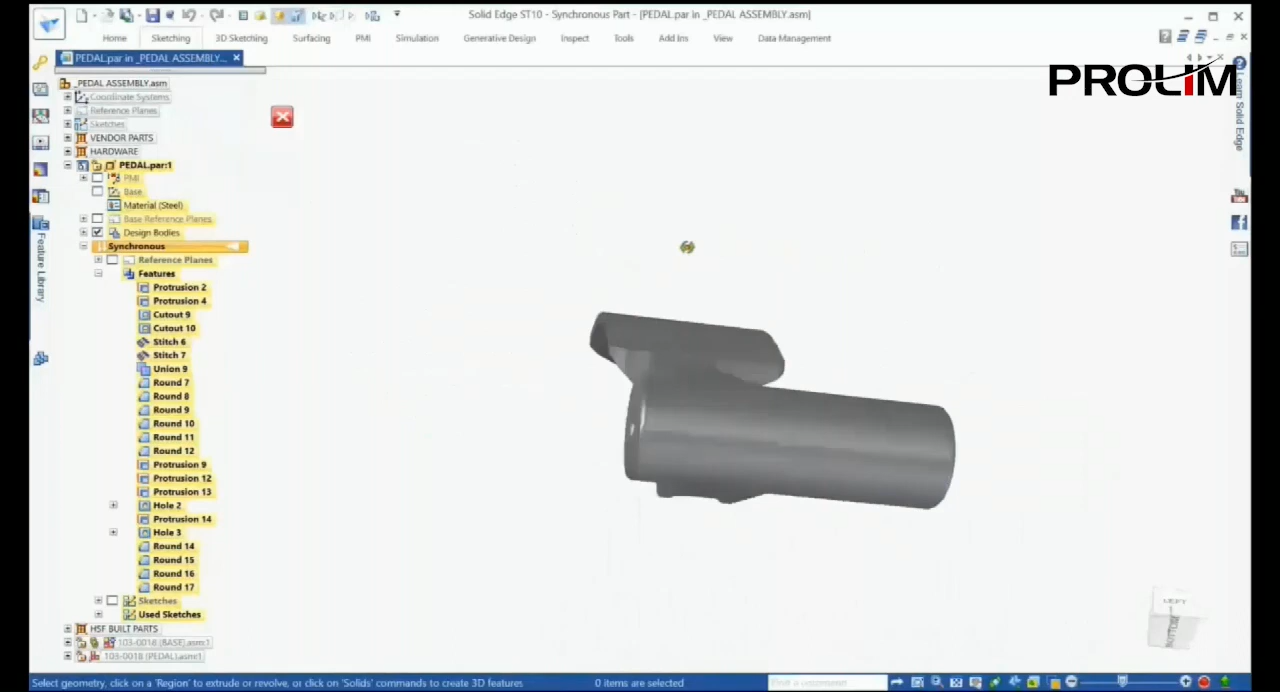 Solid Edge ST10 - Synchronous Part - [PEDAL.par in _PEDAL ASSEMBLY.asm]
Home Sketching 3D Sketching Surfacing PMI Simulation Generative Design Inspect Tools Add Ins View Data Management
PEDAL.par in _PEDAL ASSEMBLY...
PROLIM
Learn Solid Edge
Feature Library
_PEDAL ASSEMBLY.asm
Coordinate Systems
Reference Planes
Sketches
VENDOR PARTS
HARDWARE
PEDAL.par:1
PMI
Base
Material (Steel)
Base Reference Planes
Design Bodies
Synchronous
Reference Planes
Features
Protrusion 2
Protrusion 4
Cutout 9
Cutout 10
Stitch 6
Stitch 7
Union 9
Round 7
Round 8
Round 9
Round 10
Round 11
Round 12
Protrusion 9
Protrusion 12
Protrusion 13
Hole 2
Protrusion 14
Hole 3
Round 14
Round 15
Round 16
Round 17
Sketches
Used Sketches
HSF BUILT PARTS
103-0018 (BASE).asm:1
103-0018 (PEDAL).asm:1
LEFT
BOTTOM
Select geometry, click on a 'Region' to extrude or revolve, or click on 'Solids' commands to create 3D features
0 items are selected
Find a command